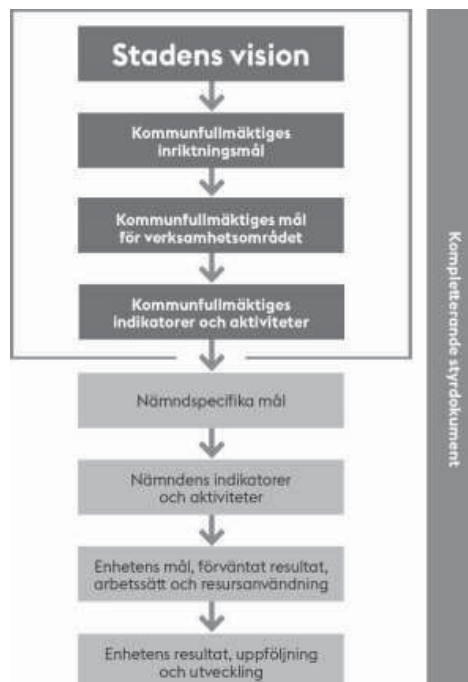 Stadens vision
Kommunfullmäktiges
inriktningsmål
Kommunfullmäktiges mål
för verksamhetsområdet
Kommunfullmäktiges
indikatorer och aktiviteter
Nämndspecifika mål
Nämndens indikatorer
och aktiviteter
Enhetens mål, förväntat resultat,
arbetssätt och resursanvändning
Enhetens resultat, uppföljning
och utveckling
Kompletterande styrdokument